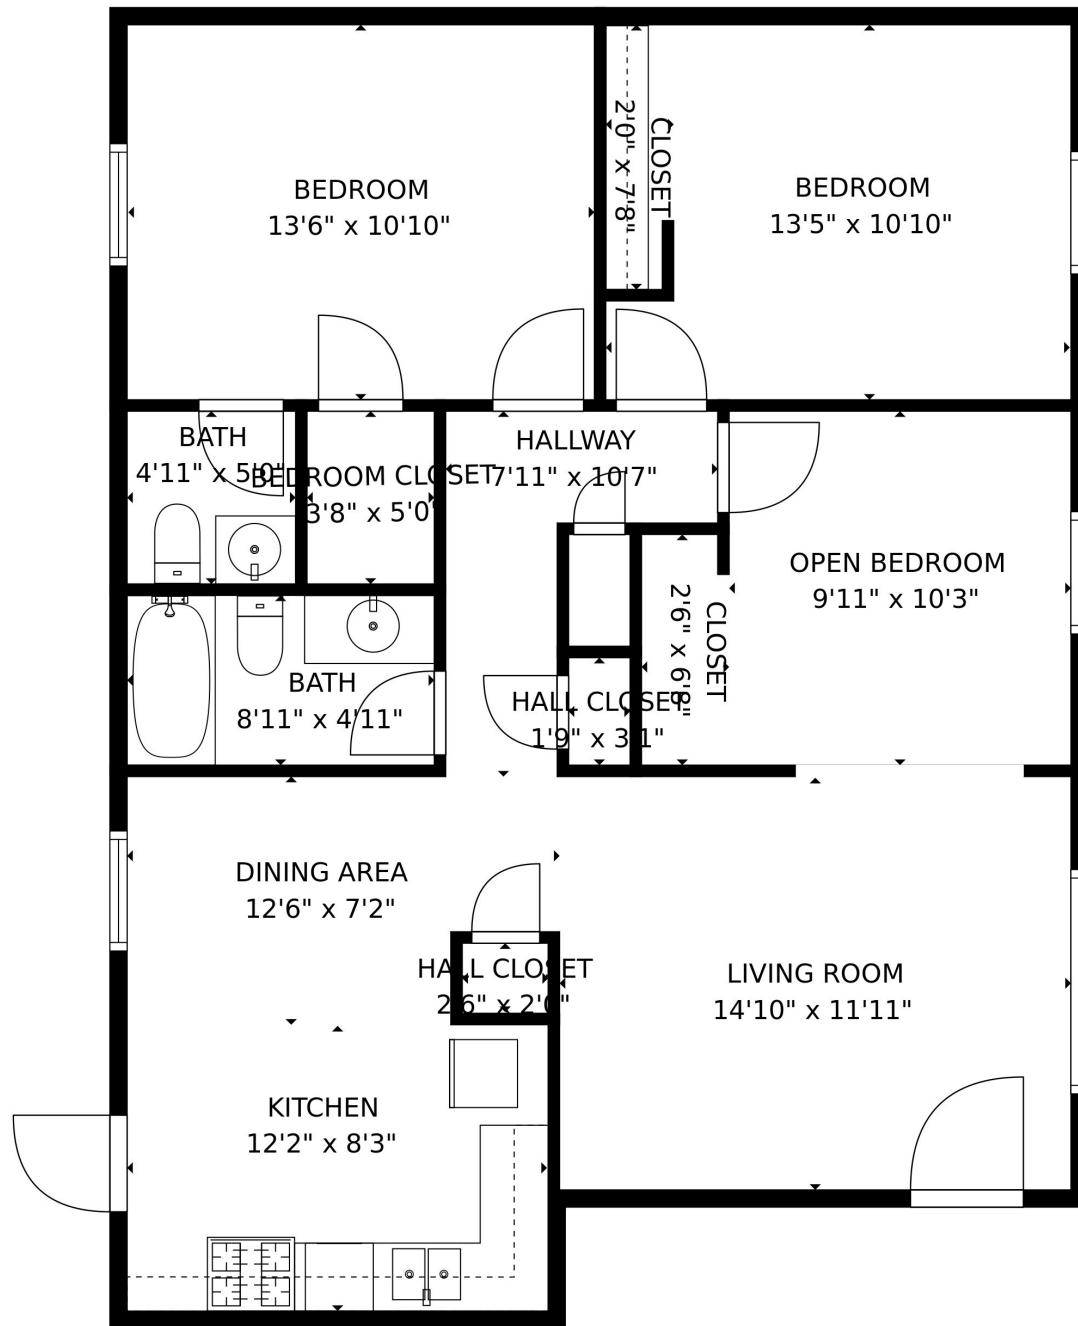 BEDROOM
13'6" x 10'10"
CLOSET
2'0" x 7'8"
BEDROOM
13'5" x 10'10"
BATH
4'11" x 5'0"
BEDROOM CLOSET
3'8" x 5'0"
HALLWAY
7'11" x 10'7"
OPEN BEDROOM
9'11" x 10'3"
CLOSET
2'6" x 6'8"
BATH
8'11" x 4'11"
HALL CLOSET
1'9" x 3'1"
DINING AREA
12'6" x 7'2"
HALL CLOSET
2'6" x 2'0"
LIVING ROOM
14'10" x 11'11"
KITCHEN
12'2" x 8'3"